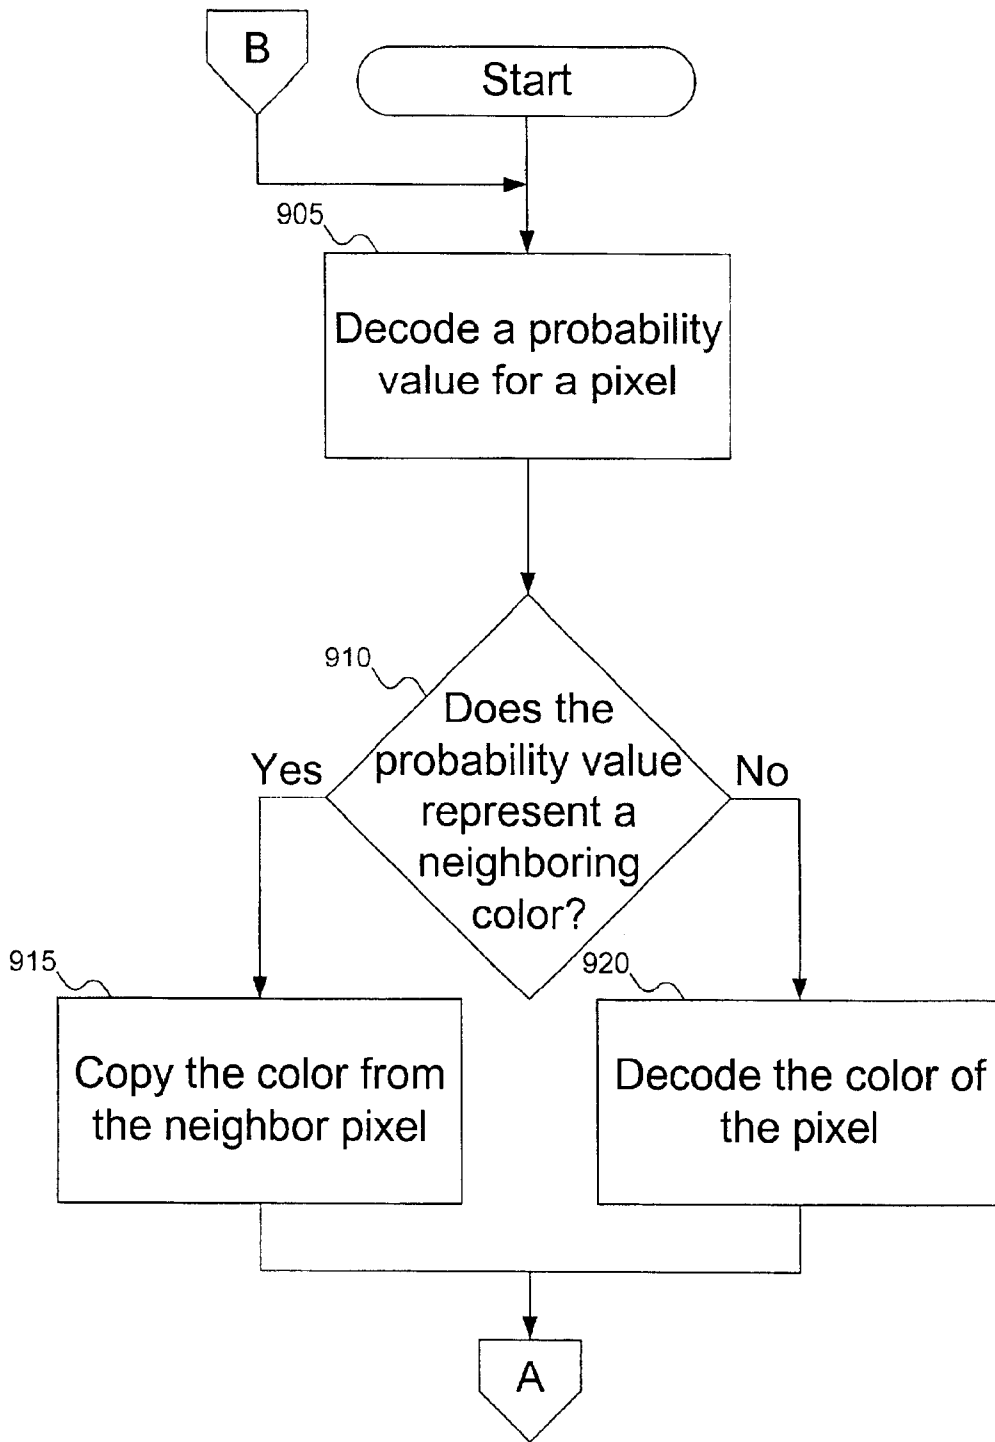 B
Start
905
Decode a probability
value for a pixel
910
Does the
probability value
represent a
neighboring
color?
Yes
No
915
Copy the color from
the neighbor pixel
920
Decode the color of
the pixel
A